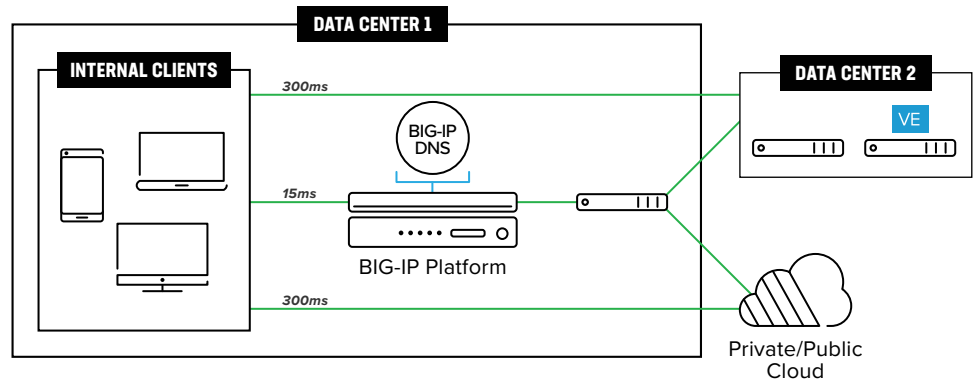 DATA CENTER 1
INTERNAL CLIENTS
DATA CENTER 2
300ms
VE
BIG-IP
DNS
15ms
BIG-IP Platform
300ms
Private/Public
Cloud